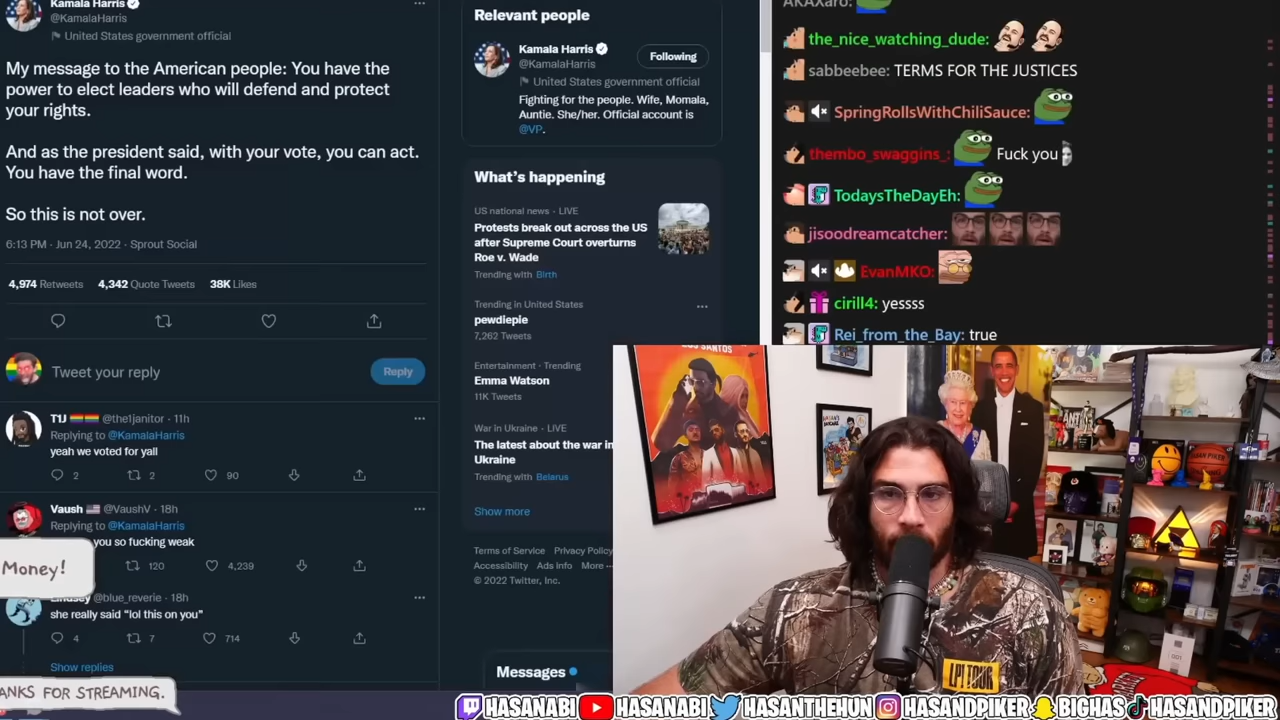 Kamala Harris
@KamalaHarris
United States government official
My message to the American people: You have the
power to elect leaders who will defend and protect
your rights.
And as the president said, with your vote, you can act.
You have the final word.
So this is not over.
6:13 PM · Jun 24, 2022 · Sprout Social
4,974 Retweets 4,342 Quote Tweets 38K Likes
Tweet your reply
Reply
T1J @the1janitor · 11h
Replying to @KamalaHarris
yeah we voted for yall
2 2 90
Vaush @VaushV · 18h
Replying to @KamalaHarris
you so fucking weak
120 4,239
Money!
Lindsey @blue_reverie · 18h
she really said "lol this on you"
4 7 714
Show replies
ANKS FOR STREAMING.
Relevant people
Kamala Harris
@KamalaHarris
Following
United States government official
Fighting for the people. Wife, Momala,
Auntie. She/her. Official account is
@VP.
What's happening
US national news · LIVE
Protests break out across the US
after Supreme Court overturns
Roe v. Wade
Trending with Birth
Trending in United States
pewdiepie
7,262 Tweets
Entertainment · Trending
Emma Watson
11K Tweets
War in Ukraine · LIVE
The latest about the war in
Ukraine
Trending with Belarus
Show more
Terms of Service Privacy Policy
Accessibility Ads Info More
© 2022 Twitter, Inc.
Messages
AKAXaro:
the_nice_watching_dude:
sabbeebee: TERMS FOR THE JUSTICES
SpringRollsWithChiliSauce:
thembo_swaggins_: Fuck you
TodaysTheDayEh:
jisoodreamcatcher:
EvanMKO:
cirill4: yessss
Rei_from_the_Bay: true
LPI TOUR
HASANABI HASANABI HASANTHEHUN HASANDPIKER BIGHAS HASANDPIKER